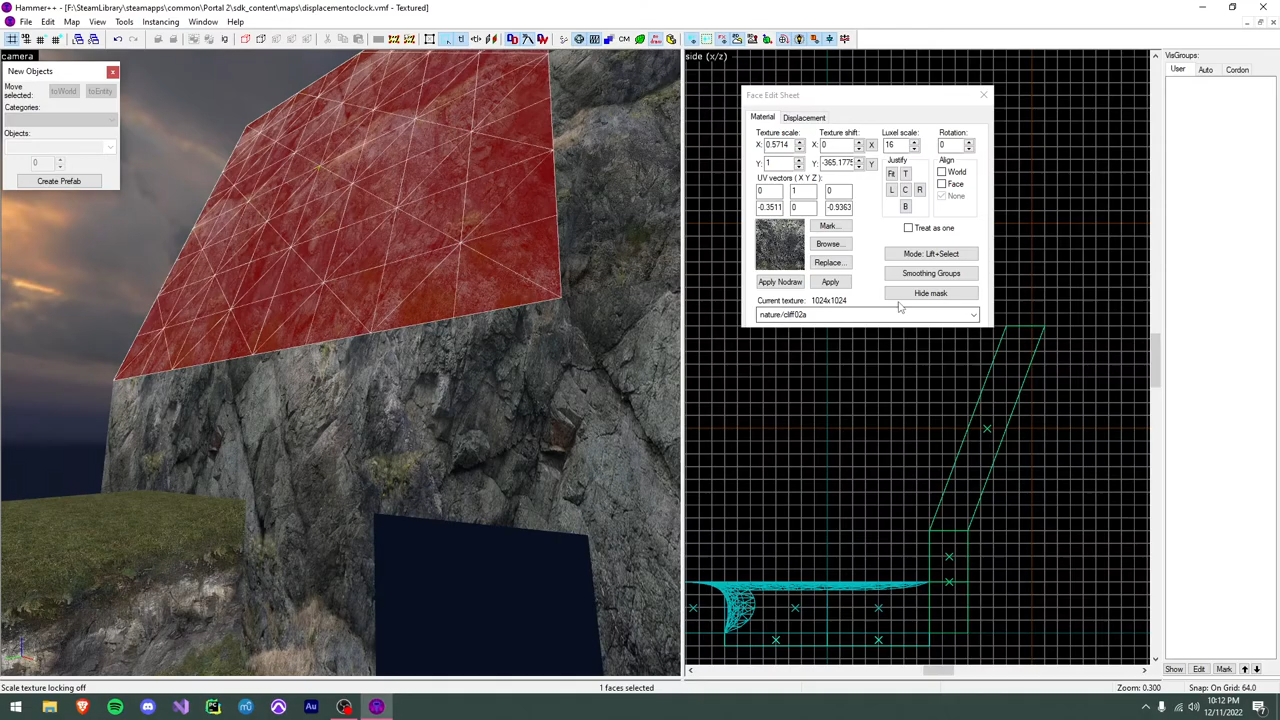 Hammer++ - [F:\SteamLibrary\steamapps\common\Portal 2\sdk_content\maps\displacementoclock.vmf - Textured]
File Edit Map View Tools Instancing Window Help
camera
New Objects
Move selected:
toWorld toEntity
Categories:
Objects:
0
Create Prefab
side (x/z)
Face Edit Sheet
Material Displacement
Texture scale: Texture shift: Luxel scale: Rotation:
X: 0.5714 X: 0 X 16 0
Y: 1 Y: -365.1775 Y
Justify Align
UV vectors ( X Y Z )
Fit T World
0 1 0 L C R Face
-0.3511 0 -0.9363 B None
Mark... Treat as one
Browse... Mode: Lift+Select
Replace... Smoothing Groups
Apply Nodraw Apply Hide mask
Current texture: 1024x1024
nature/cliff02a
VisGroups:
User Auto Cordon
Show Edit Mark
Scale texture locking off 1 faces selected Zoom: 0.300 Snap: On Grid: 64.0
10:12 PM
12/11/2022